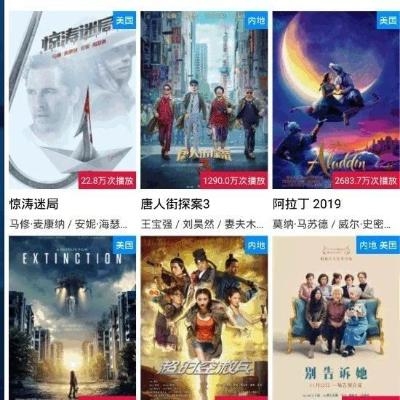 美国
内地
美国
惊涛迷局
唐人街探案
Aladdin
22.8万次播放
1290.0万次播放
2683.7万次播放
惊涛迷局
唐人街探案3
阿拉丁 2019
马修·麦康纳 / 安妮·海瑟...
王宝强 / 刘昊然 / 妻夫木...
莫纳·马苏德 / 威尔·史密...
美国
内地
内地 美国
EXTINCTION
超时空救兵
别告诉她